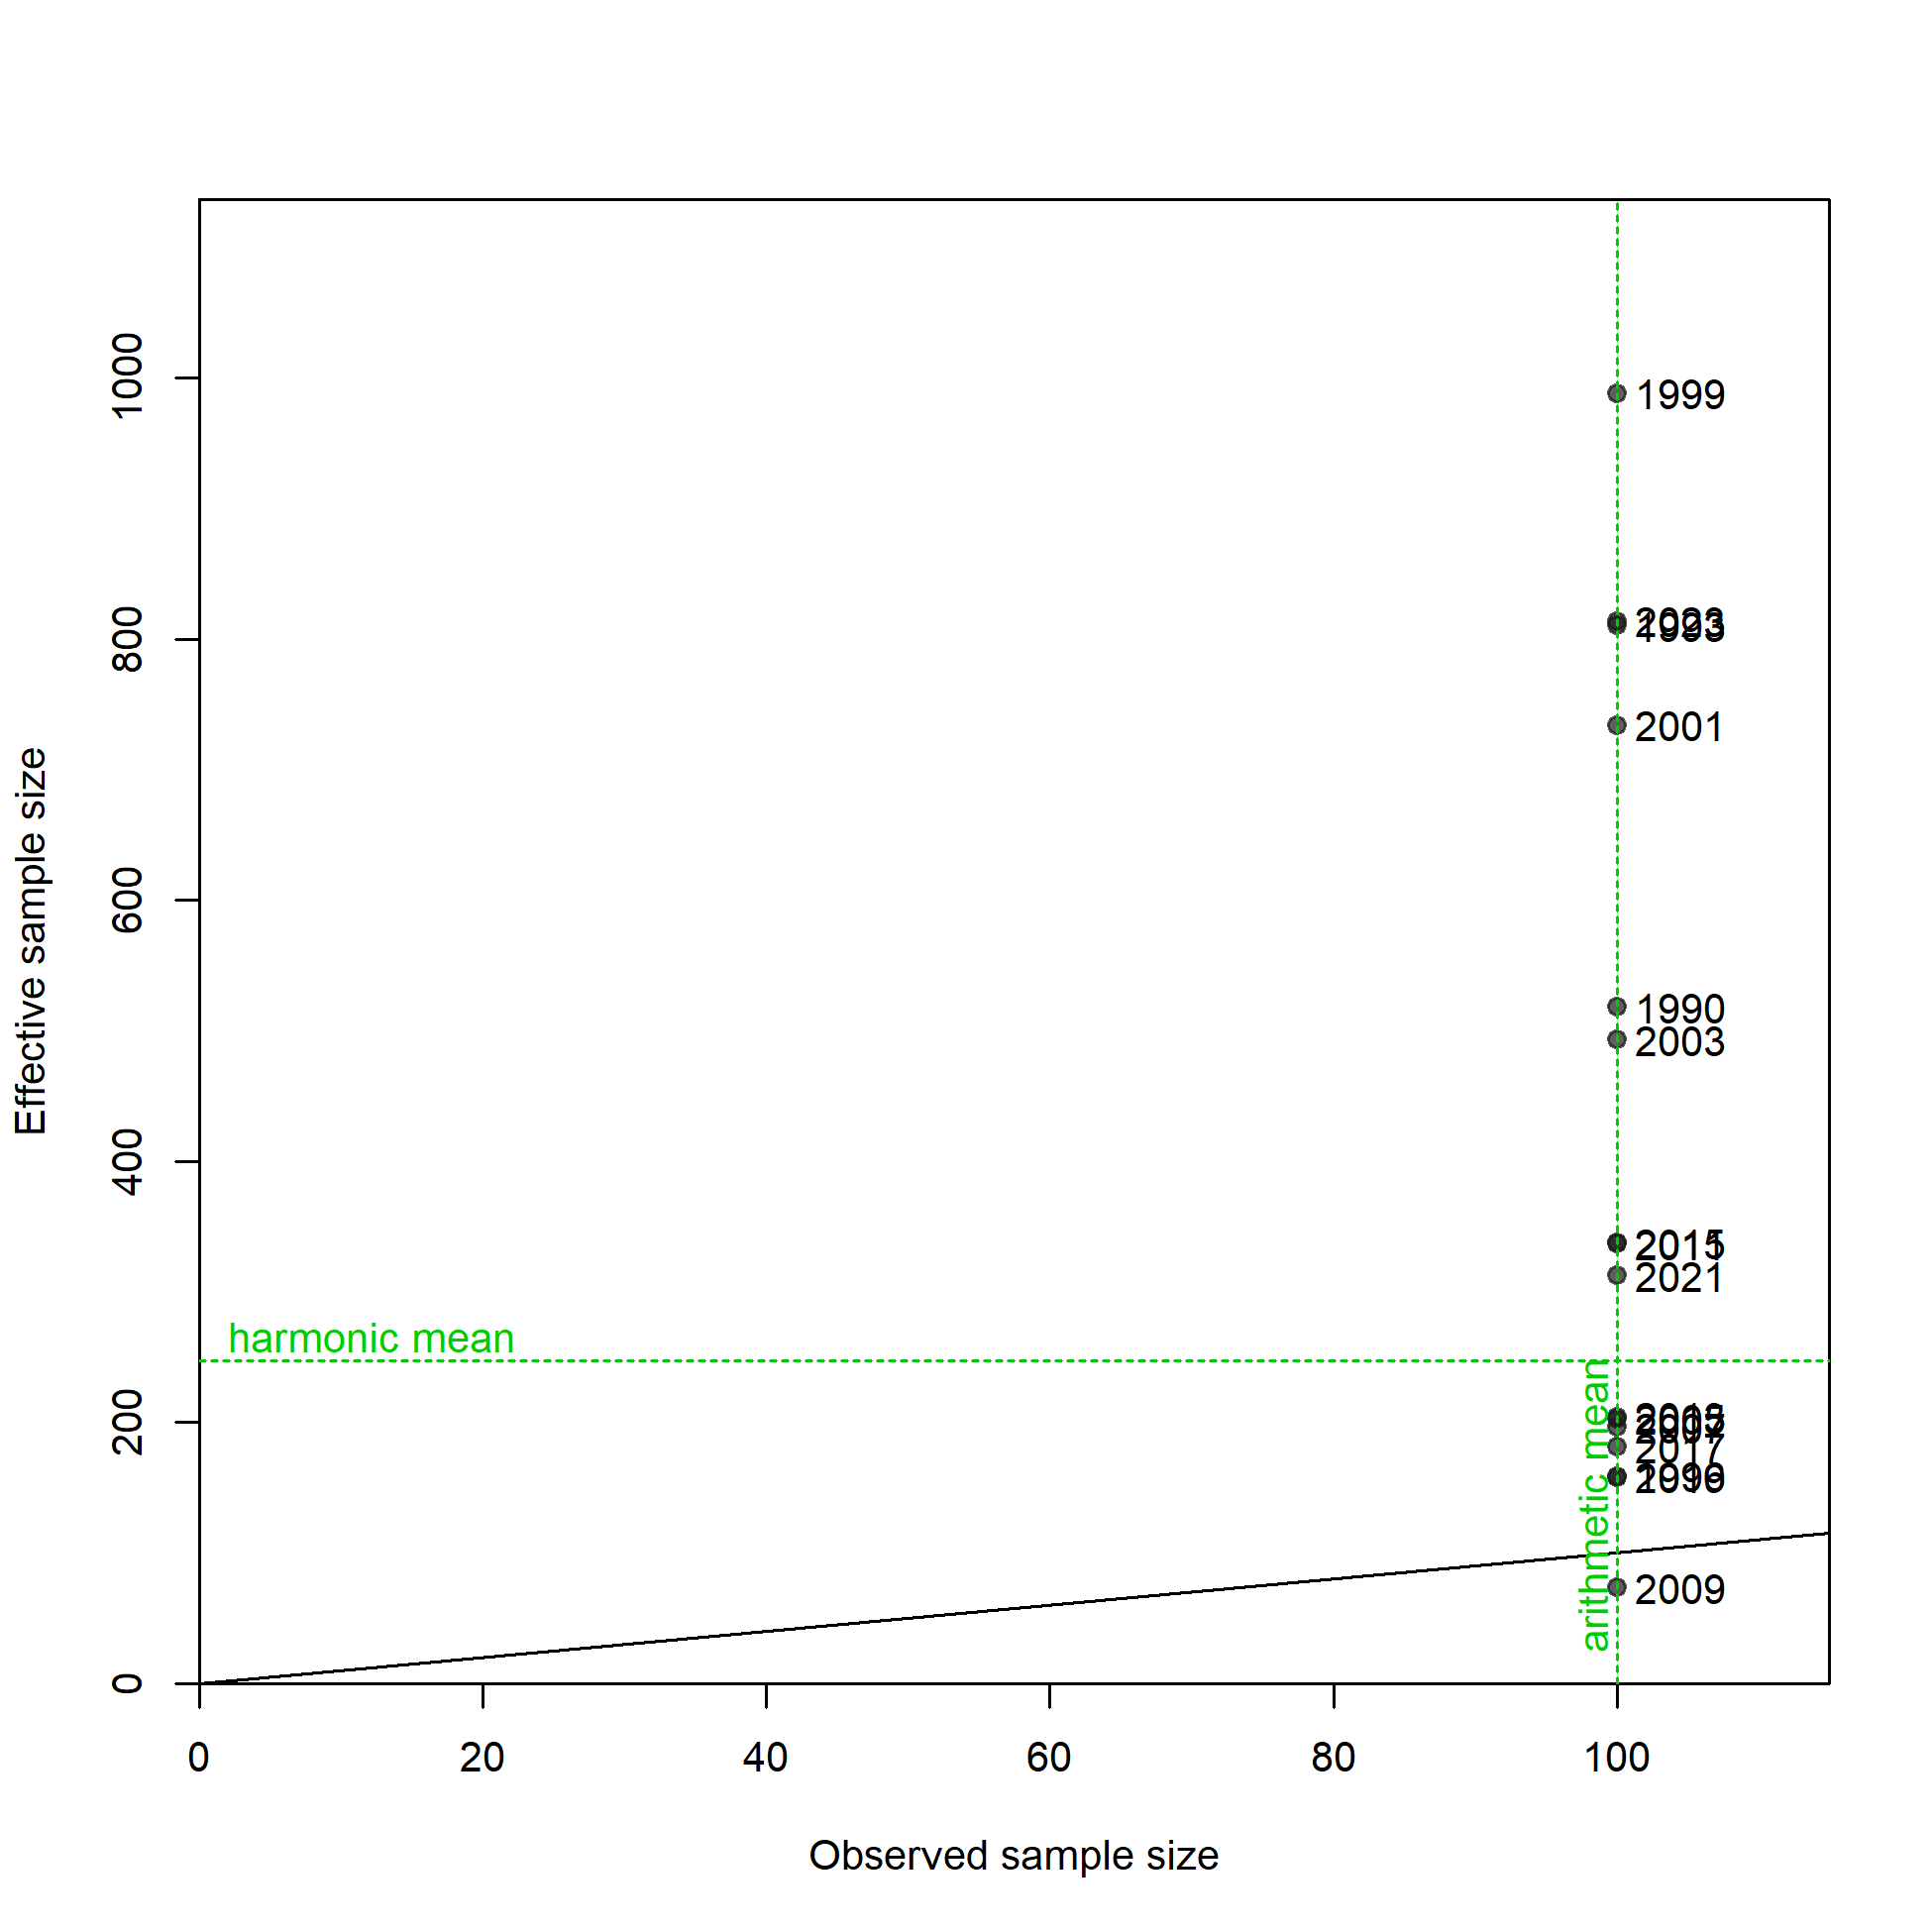 1000
800
600
400
200
0
Effective sample size
1999
2001
1990
2003
2021
harmonic mean
arithmetic mean
2017
2009
0 20 40 60 80 100
Observed sample size